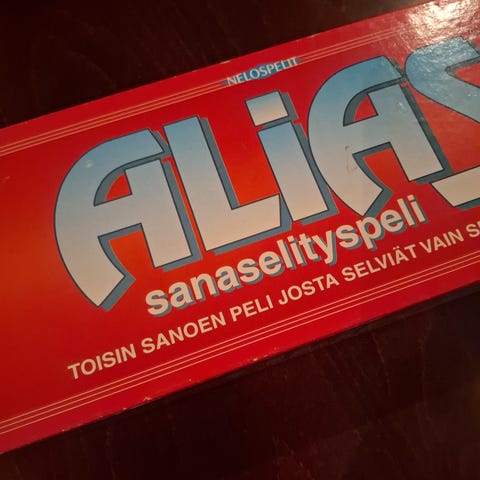 NELOSPELIT
ALiAS
sanaselityspeli
TOISIN SANOEN PELI JOSTA SELVIÄT VAIN